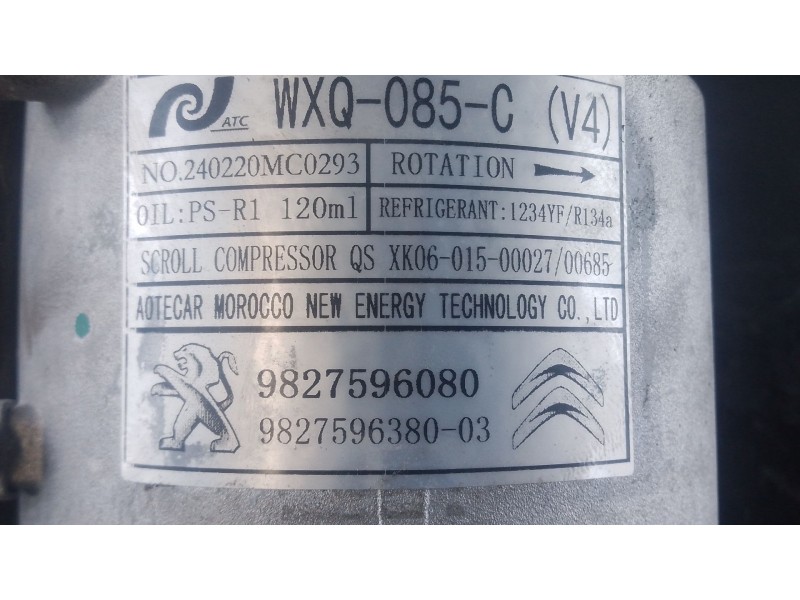 ATC WXQ-085-C (V4)
NO.240220MC0293 ROTATION
OIL:PS-R1 120ml REFRIGERANT:1234YF/R134a
SCROLL COMPRESSOR QS XK06-015-00027/00685
AOTECAR MOROCCO NEW ENERGY TECHNOLOGY CO.,LTD
9827596080
9827596380-03